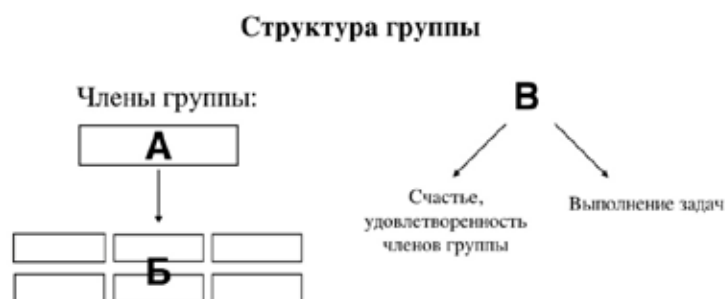 Структура группы
Члены группы:
А
Б
В
Счастье,
удовлетворенность
членов группы
Выполнение задач